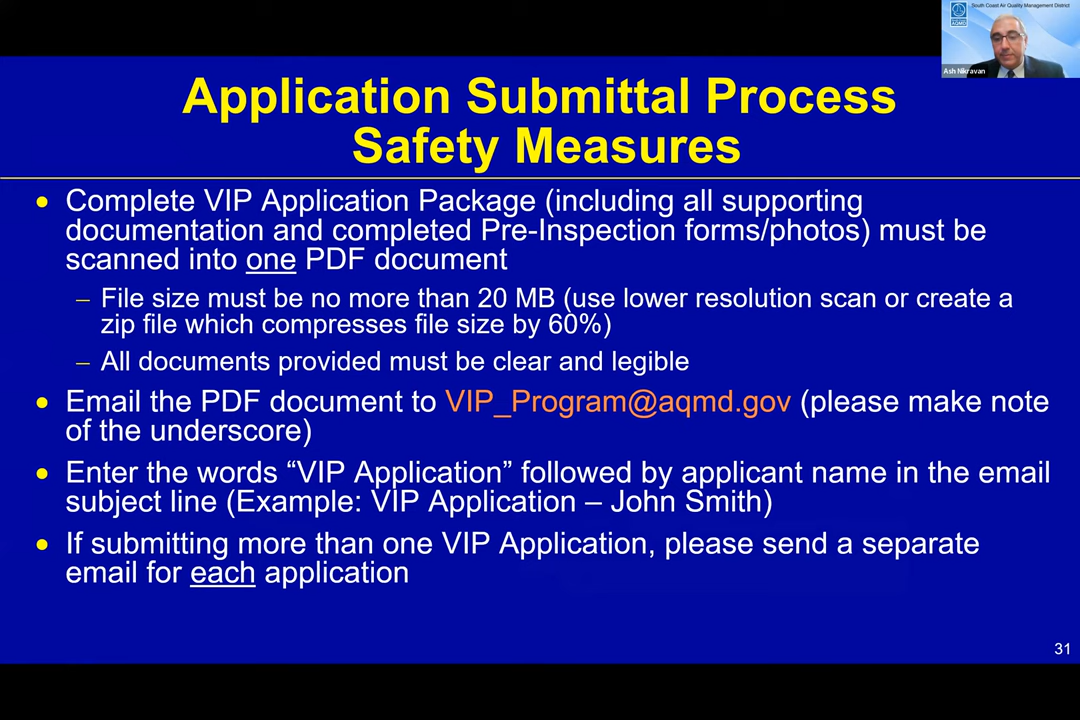 South Coast Air Quality Management District
AQMD
Ash Nikravan
Application Submittal Process
Safety Measures
• Complete VIP Application Package (including all supporting
documentation and completed Pre-Inspection forms/photos) must be
scanned into one PDF document
– File size must be no more than 20 MB (use lower resolution scan or create a
zip file which compresses file size by 60%)
– All documents provided must be clear and legible
• Email the PDF document to VIP_Program@aqmd.gov (please make note
of the underscore)
• Enter the words “VIP Application” followed by applicant name in the email
subject line (Example: VIP Application – John Smith)
• If submitting more than one VIP Application, please send a separate
email for each application
31